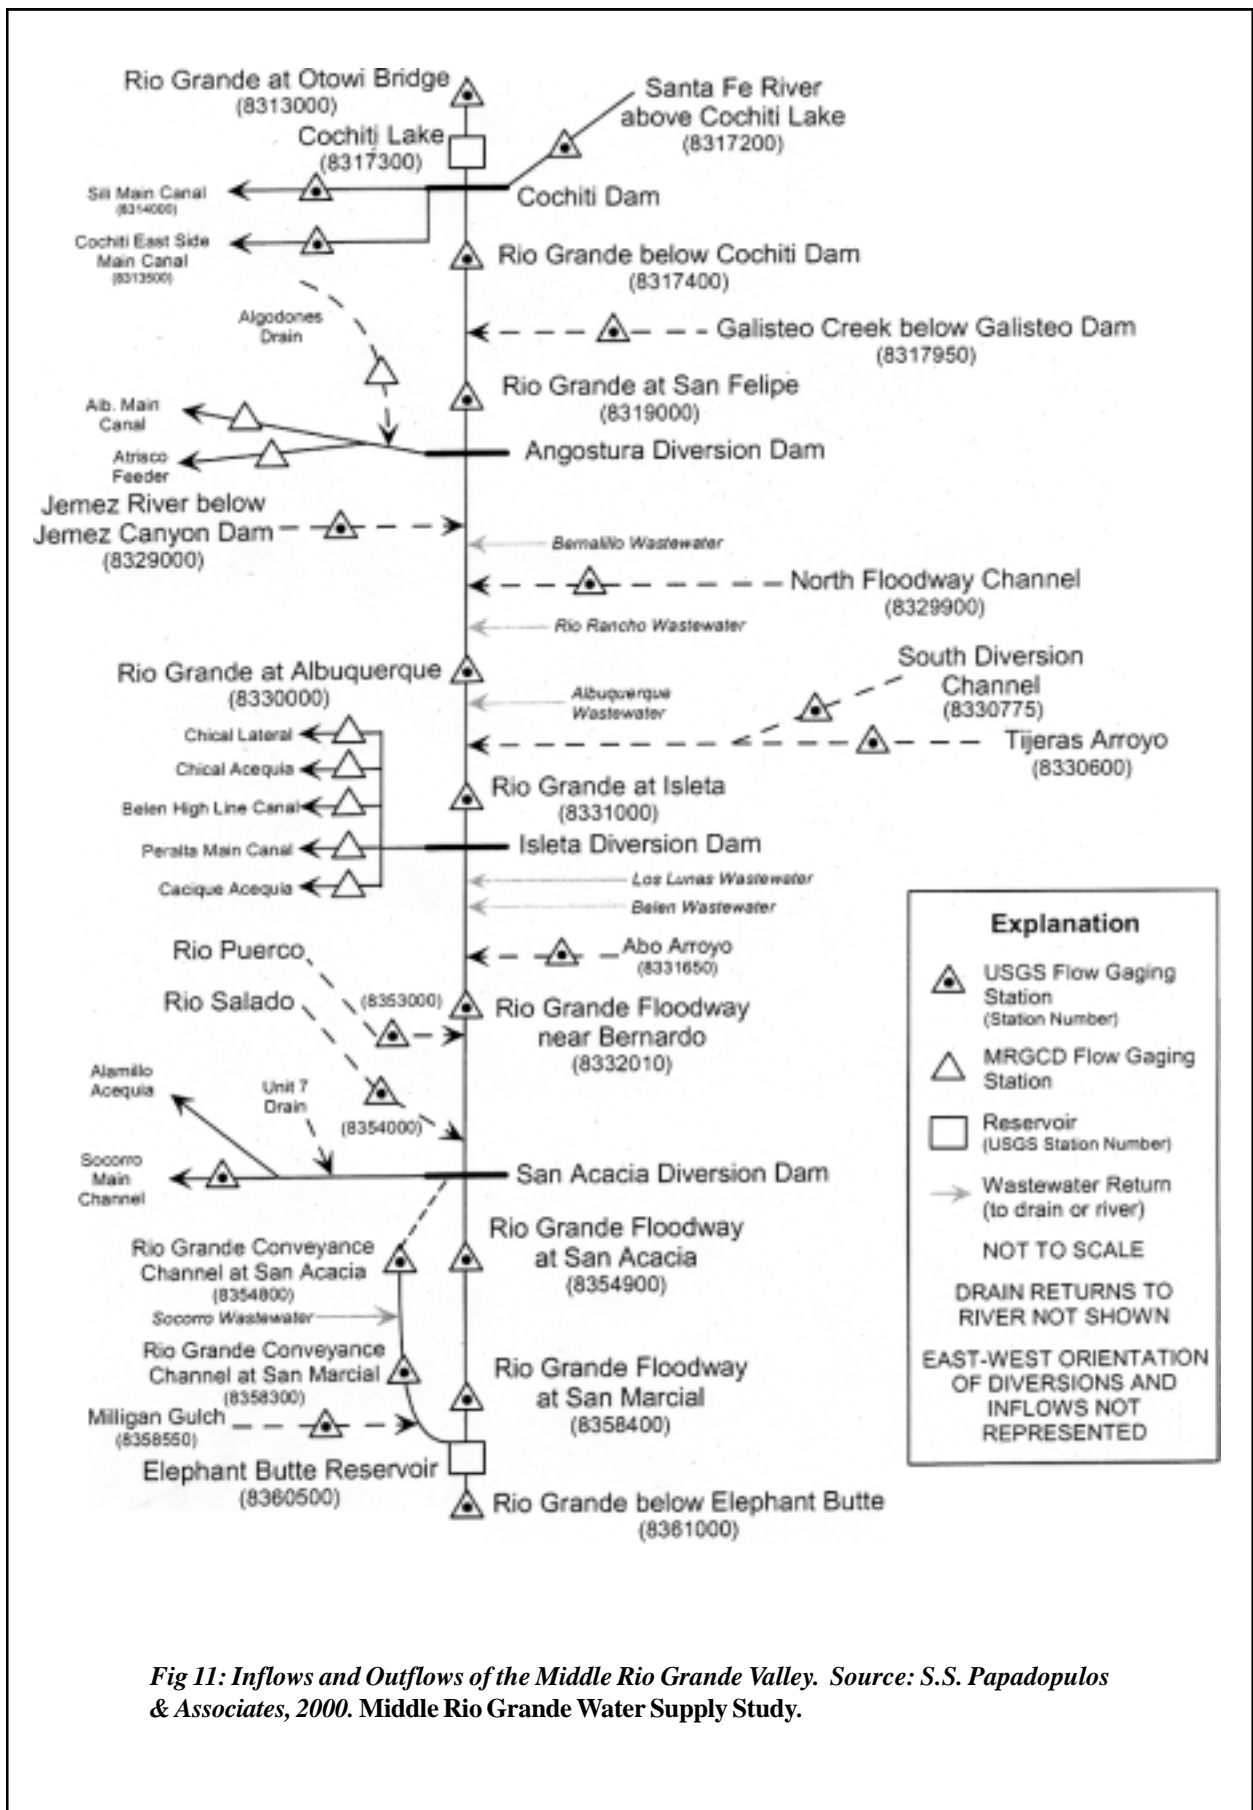 Rio Grande at Otowi Bridge
(8313000)
Santa Fe River
above Cochiti Lake
(8317200)
Cochiti Lake
(8317300)
Sili Main Canal
(8314000)
Cochiti Dam
Cochiti East Side
Main Canal
(8313500)
Rio Grande below Cochiti Dam
(8317400)
Algodones
Drain
Galisteo Creek below Galisteo Dam
(8317950)
Rio Grande at San Felipe
(8319000)
Alb. Main
Canal
Atrisco
Feeder
Angostura Diversion Dam
Jemez River below
Jemez Canyon Dam
(8329000)
Bernalillo Wastewater
North Floodway Channel
(8329900)
Rio Rancho Wastewater
Rio Grande at Albuquerque
(8330000)
South Diversion
Channel
(8330775)
Albuquerque
Wastewater
Tijeras Arroyo
(8330600)
Chical Lateral
Chical Acequia
Belen High Line Canal
Peralta Main Canal
Cacique Acequia
Rio Grande at Isleta
(8331000)
Isleta Diversion Dam
Los Lunas Wastewater
Belen Wastewater
Abo Arroyo
(8331650)
Rio Puerco
Rio Salado
(8353000)
Rio Grande Floodway
near Bernardo
(8332010)
Alamillo
Acequia
Unit 7
Drain
(8354000)
Socorro
Main
Channel
San Acacia Diversion Dam
Rio Grande Conveyance
Channel at San Acacia
(8354800)
Rio Grande Floodway
at San Acacia
(8354900)
Socorro Wastewater
Rio Grande Conveyance
Channel at San Marcial
(8358300)
Rio Grande Floodway
at San Marcial
(8358400)
Milligan Gulch
(8358550)
Elephant Butte Reservoir
(8360500)
Rio Grande below Elephant Butte
(8361000)
Explanation
USGS Flow Gaging
Station
(Station Number)
MRGCD Flow Gaging
Station
Reservoir
(USGS Station Number)
Wastewater Return
(to drain or river)
NOT TO SCALE
DRAIN RETURNS TO
RIVER NOT SHOWN
EAST-WEST ORIENTATION
OF DIVERSIONS AND
INFLOWS NOT
REPRESENTED
Fig 11: Inflows and Outflows of the Middle Rio Grande Valley. Source: S.S. Papadopulos
& Associates, 2000. Middle Rio Grande Water Supply Study.